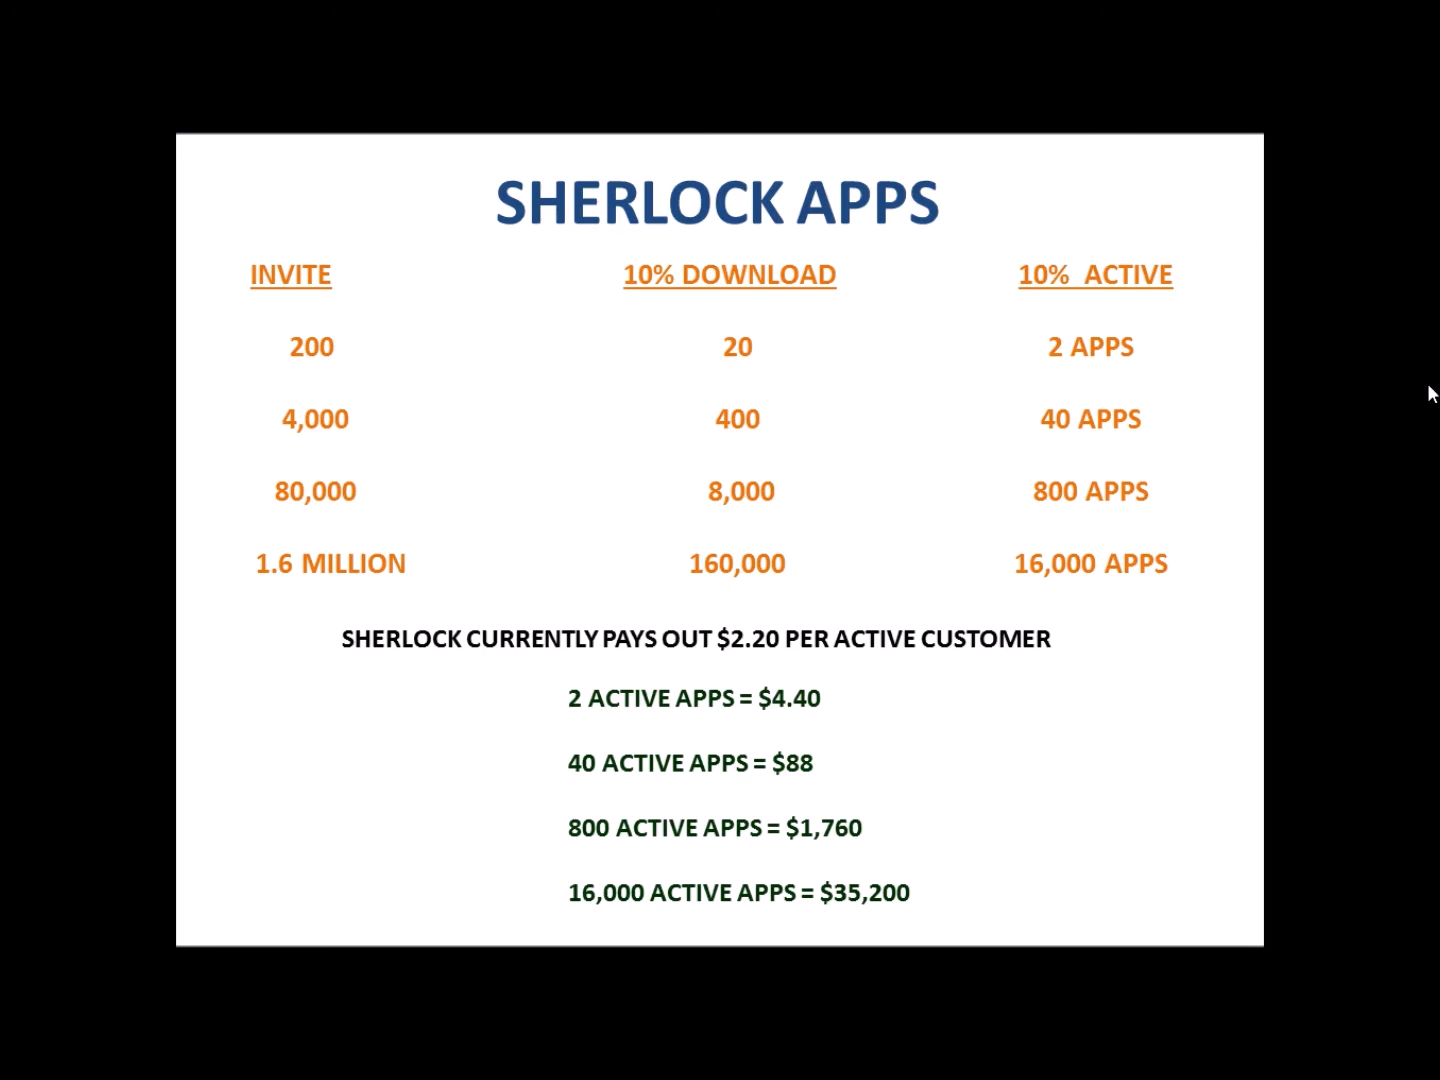 SHERLOCK APPS
INVITE 10% DOWNLOAD 10% ACTIVE
200 20 2 APPS
4,000 400 40 APPS
80,000 8,000 800 APPS
1.6 MILLION 160,000 16,000 APPS
SHERLOCK CURRENTLY PAYS OUT $2.20 PER ACTIVE CUSTOMER
2 ACTIVE APPS = $4.40
40 ACTIVE APPS = $88
800 ACTIVE APPS = $1,760
16,000 ACTIVE APPS = $35,200